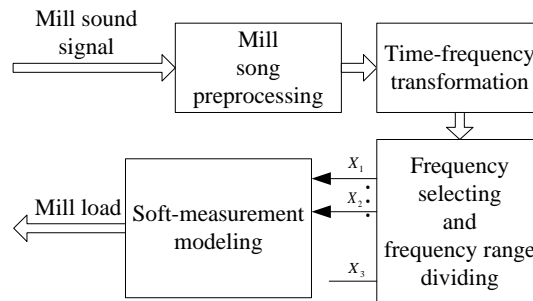 Mill sound
signal
Mill
song
preprocessing
Time-frequency
transformation
Frequency
selecting
and
frequency range
dividing
X1
X2
X3
Soft-measurement
modeling
Mill load